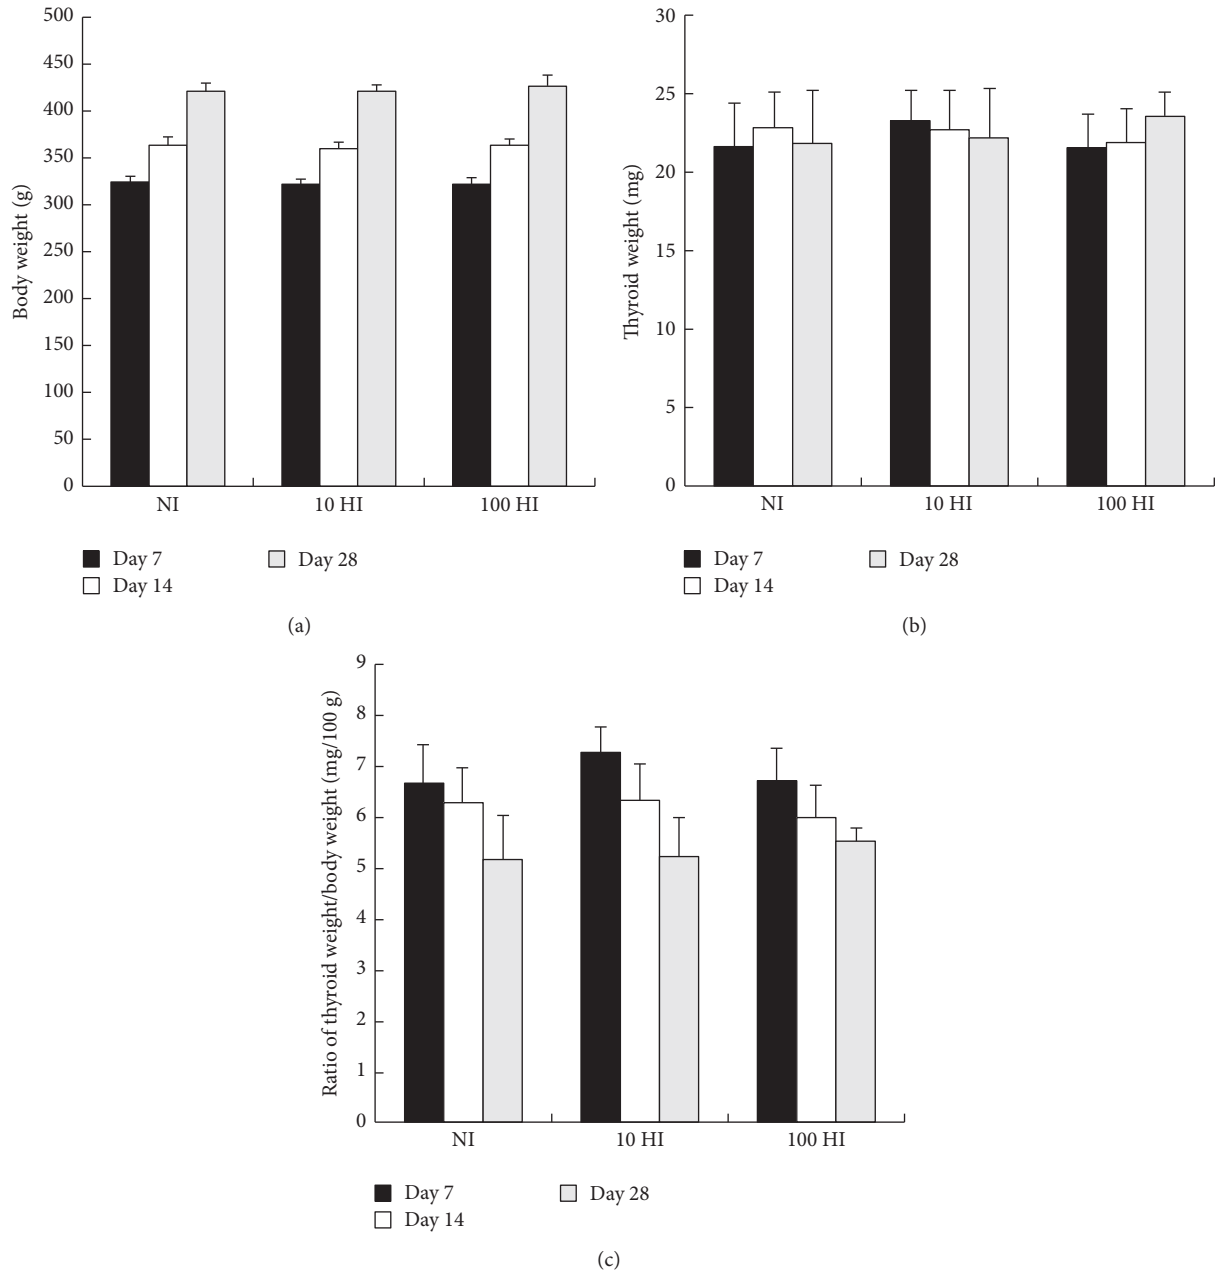 500
450
400
350
300
250
200
150
100
50
0
Body weight (g)
NI 10 HI 100 HI
Day 7 Day 28
Day 14
(a)
30
25
20
15
10
5
0
Thyroid weight (mg)
NI 10 HI 100 HI
Day 7 Day 28
Day 14
(b)
9
8
7
6
5
4
3
2
1
0
Ratio of thyroid weight/body weight (mg/100 g)
NI 10 HI 100 HI
Day 7 Day 28
Day 14
(c)